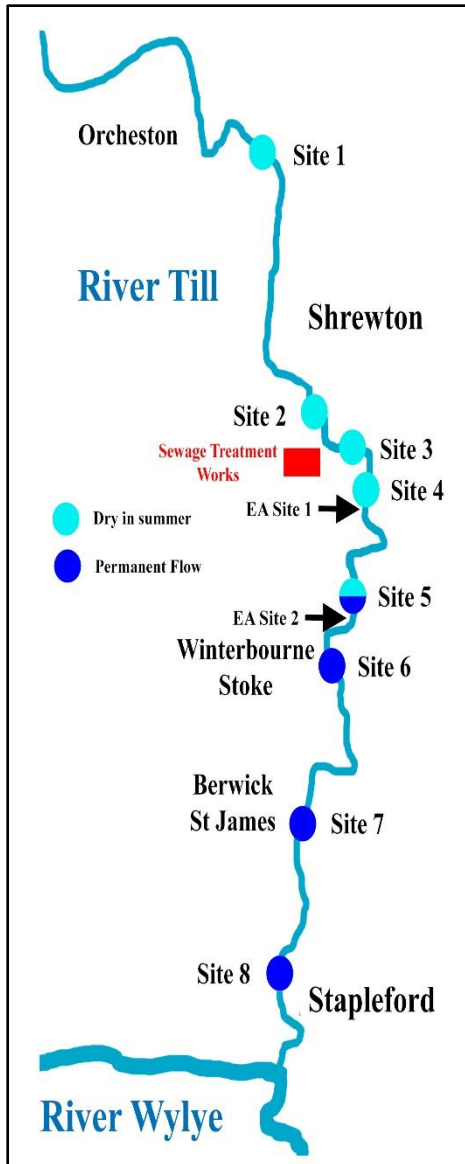 Orcheston
Site 1
River Till
Shrewton
Site 2
Sewage Treatment
Works
Site 3
Site 4
EA Site 1
Dry in summer
Permanent Flow
Site 5
EA Site 2
Winterbourne
Stoke
Site 6
Berwick
St James
Site 7
Site 8
Stapleford
River Wylye